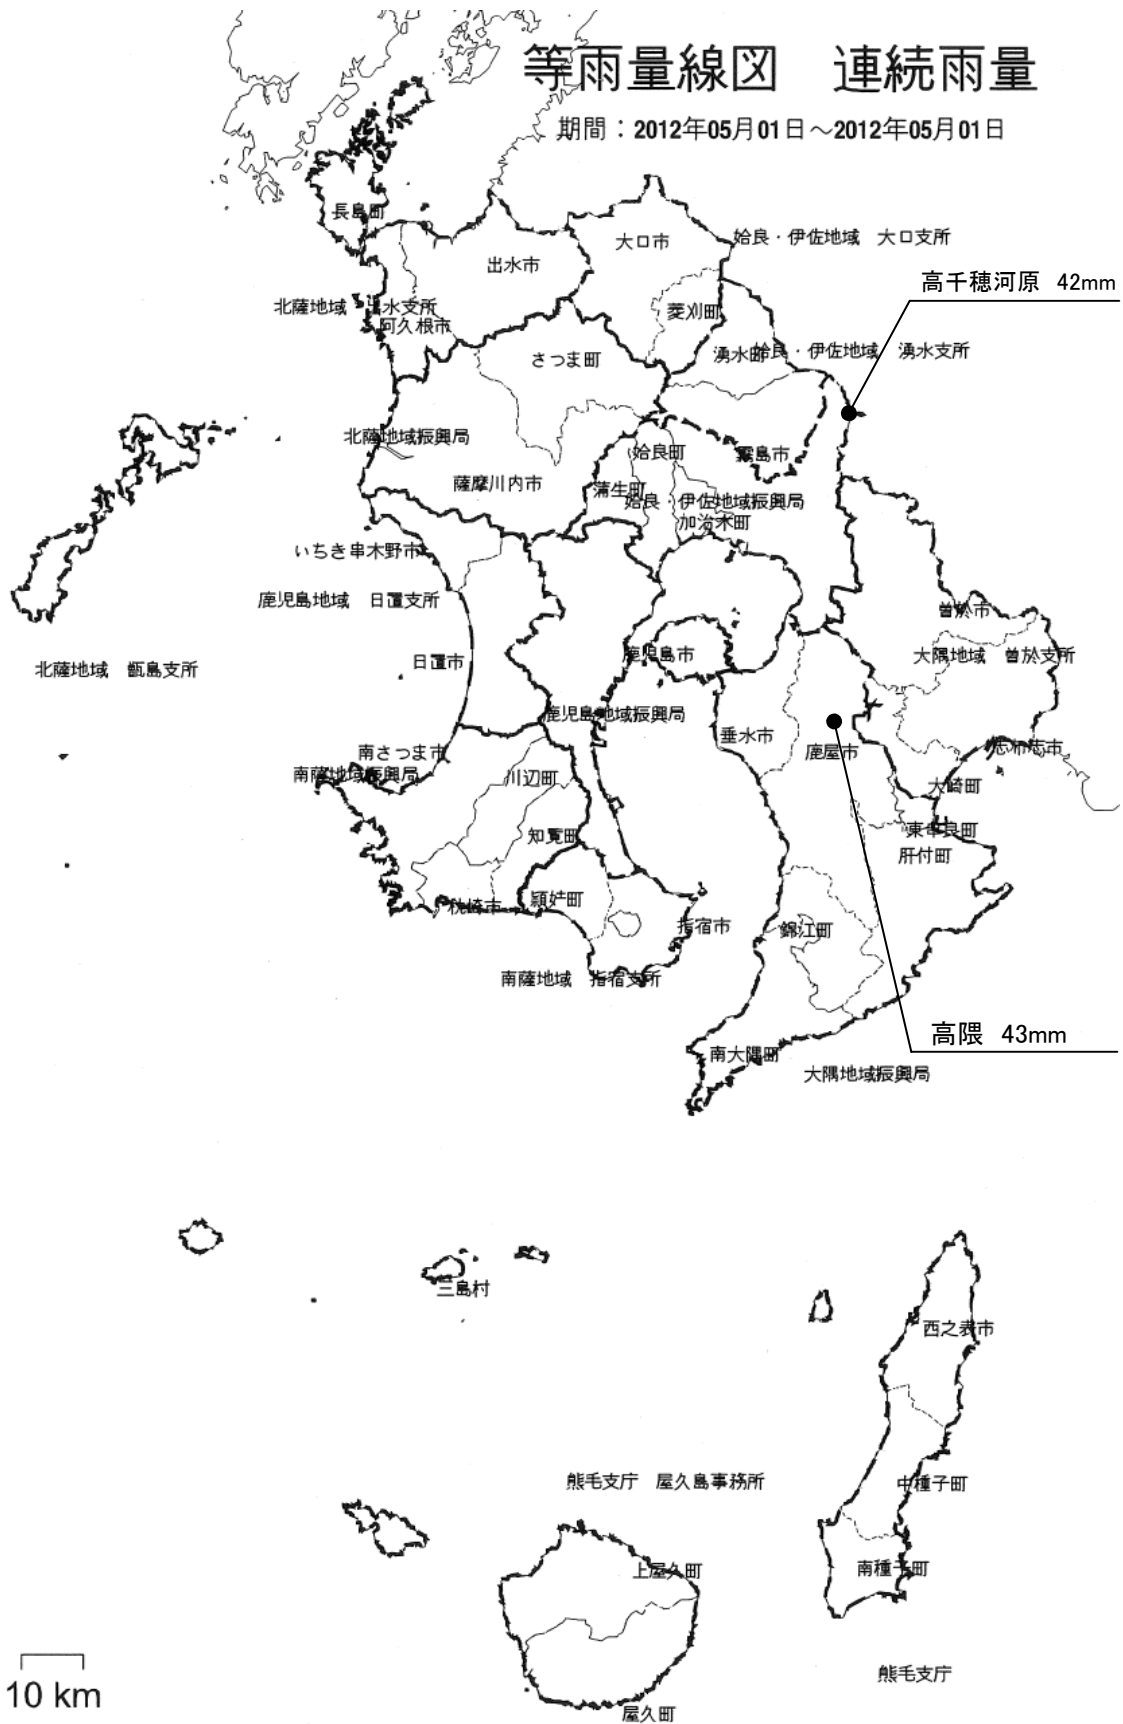 等雨量線図　連続雨量
期間：2012年05月01日～2012年05月01日
長島町
大口市
姶良・伊佐地域　大口支所
出水市
高千穂河原　42mm
北薩地域　出水支所
菱刈町
阿久根市
湧水町
姶良・伊佐地域　湧水支所
さつま町
北薩地域振興局
姶良町
霧島市
薩摩川内市
蒲生町
姶良・伊佐地域振興局
加治木町
いちき串木野市
鹿児島地域　日置支所
曽於市
鹿児島市
大隅地域　曽於支所
日置市
北薩地域　甑島支所
鹿児島地域振興局
垂水市
鹿屋市
志布志市
南さつま市
南薩地域振興局
川辺町
大崎町
知覧町
東串良町
肝付町
枕崎市
頴娃町
指宿市
錦江町
南薩地域　指宿支所
高隈　43mm
南大隅町
大隅地域振興局
三島村
西之表市
熊毛支庁　屋久島事務所
中種子町
上屋久町
南種子町
熊毛支庁
10 km
屋久町